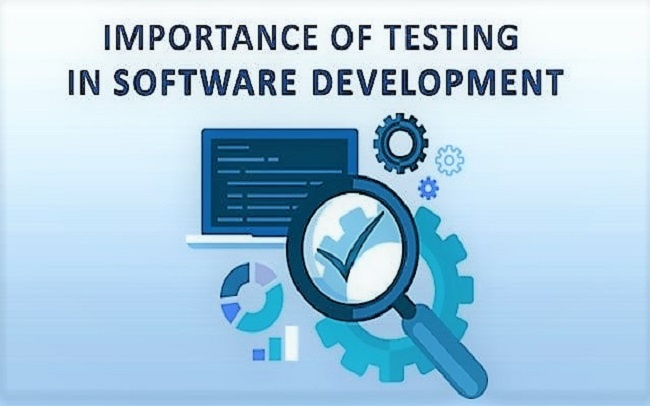 IMPORTANCE OF TESTING
IN SOFTWARE DEVELOPMENT